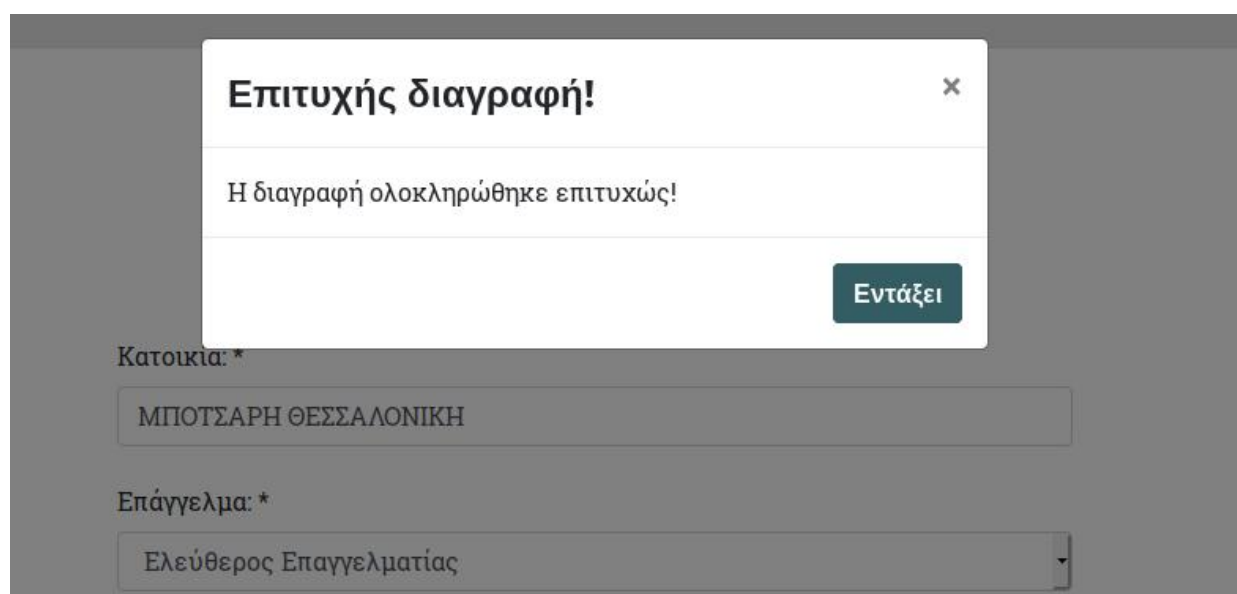 Επιτυχής διαγραφή!
×
Η διαγραφή ολοκληρώθηκε επιτυχώς!
Εντάξει
Κατοικία: *
ΜΠΟΤΣΑΡΗ ΘΕΣΣΑΛΟΝΙΚΗ
Επάγγελμα: *
Ελεύθερος Επαγγελματίας